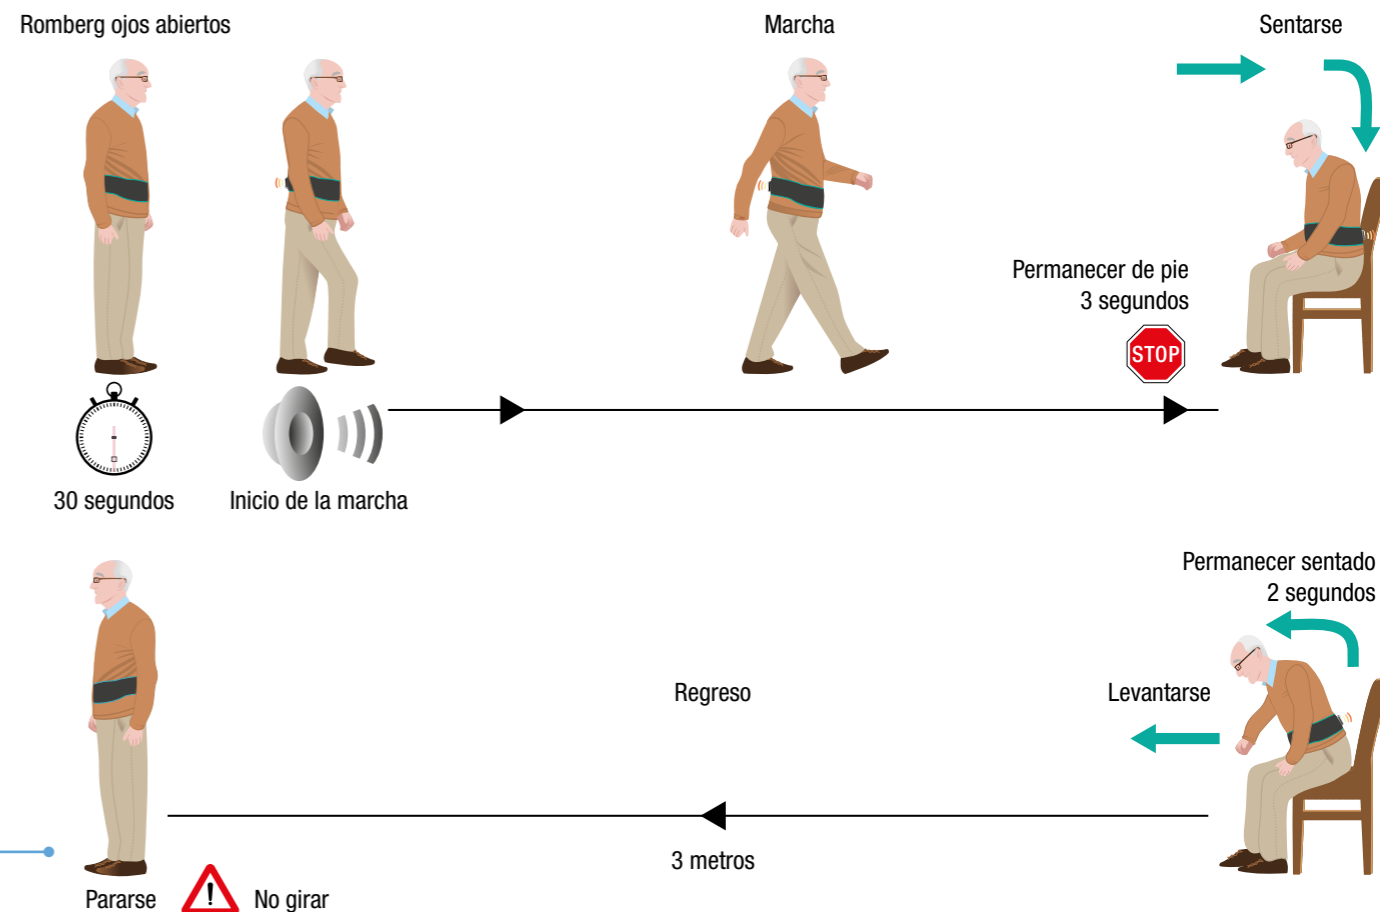 Romberg ojos abiertos
Marcha
Sentarse
Permanecer de pie
3 segundos
STOP
30 segundos
Inicio de la marcha
Permanecer sentado
2 segundos
Regreso
Levantarse
3 metros
Pararse
!
No girar